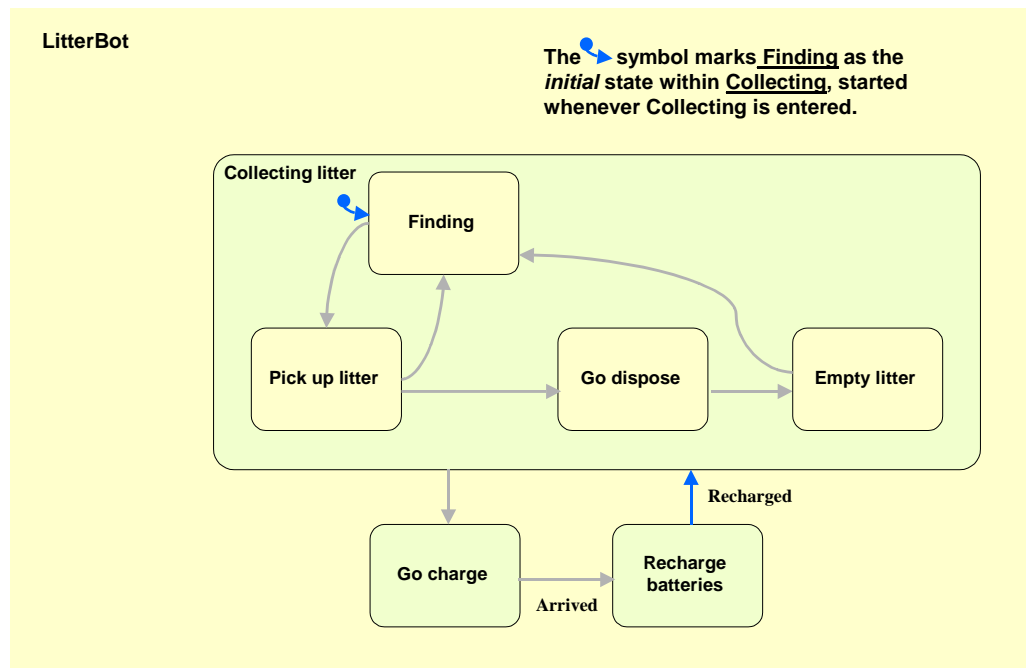 LitterBot
The symbol marks Finding as the
initial state within Collecting, started
whenever Collecting is entered.
Collecting litter
Finding
Pick up litter
Go dispose
Empty litter
Recharged
Go charge
Recharge
batteries
Arrived